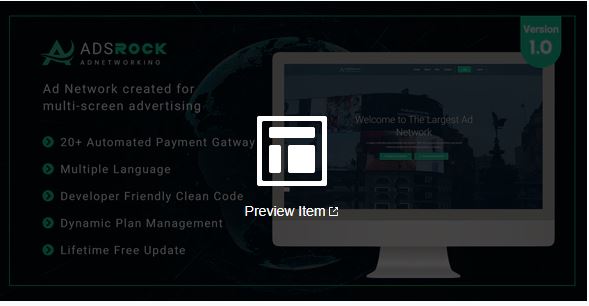 ADSROCK
ADNETWORKING
Version
1.0
Ad Network created for
multi-screen advertising
20+ Automated Payment Gatway
Multiple Language
Developer Friendly Clean Code
Dynamic Plan Management
Lifetime Free Update
Welcome to The Largest Ad
Network
Preview Item